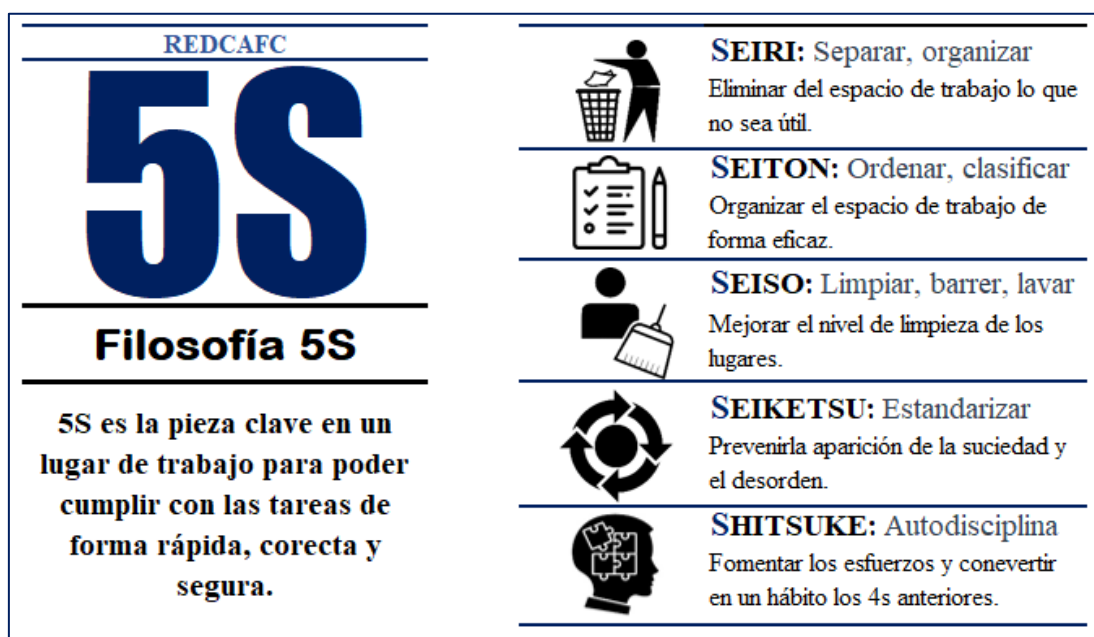 REDCAFC
5S
Filosofía 5S
5S es la pieza clave en un
lugar de trabajo para poder
cumplir con las tareas de
forma rápida, corecta y
segura.
SEIRI: Separar, organizar
Eliminar del espacio de trabajo lo que
no sea útil.
SEITON: Ordenar, clasificar
Organizar el espacio de trabajo de
forma eficaz.
SEISO: Limpiar, barrer, lavar
Mejorar el nivel de limpieza de los
lugares.
SEIKETSU: Estandarizar
Prevenirla aparición de la suciedad y
el desorden.
SHITSUKE: Autodisciplina
Fomentar los esfuerzos y conevertir
en un hábito los 4s anteriores.